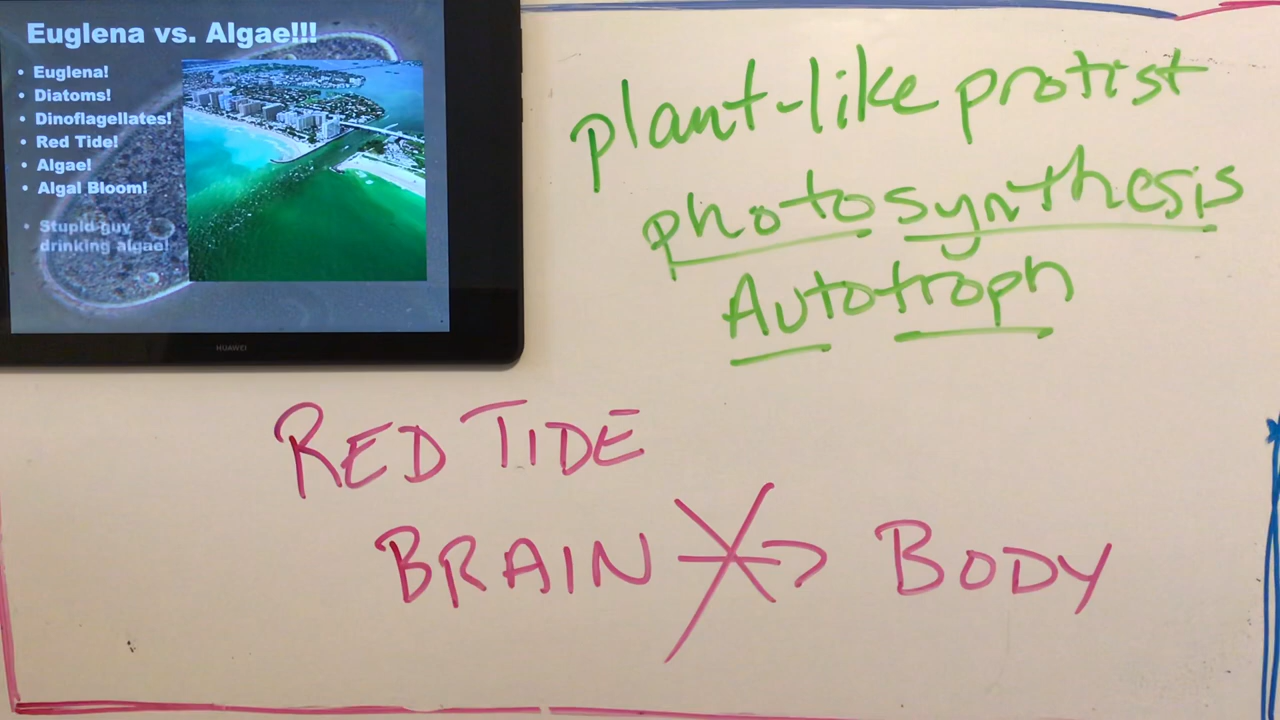 Euglena vs. Algae!!!
• Euglena!
• Diatoms!
• Dinoflagellates!
• Red Tide!
• Algae!
• Algal Bloom!
• Stupid guy
drinking algae!
HUAWEI
plant-like protist
photosynthesis
Autotroph
RED TIDE
BRAIN → BODY